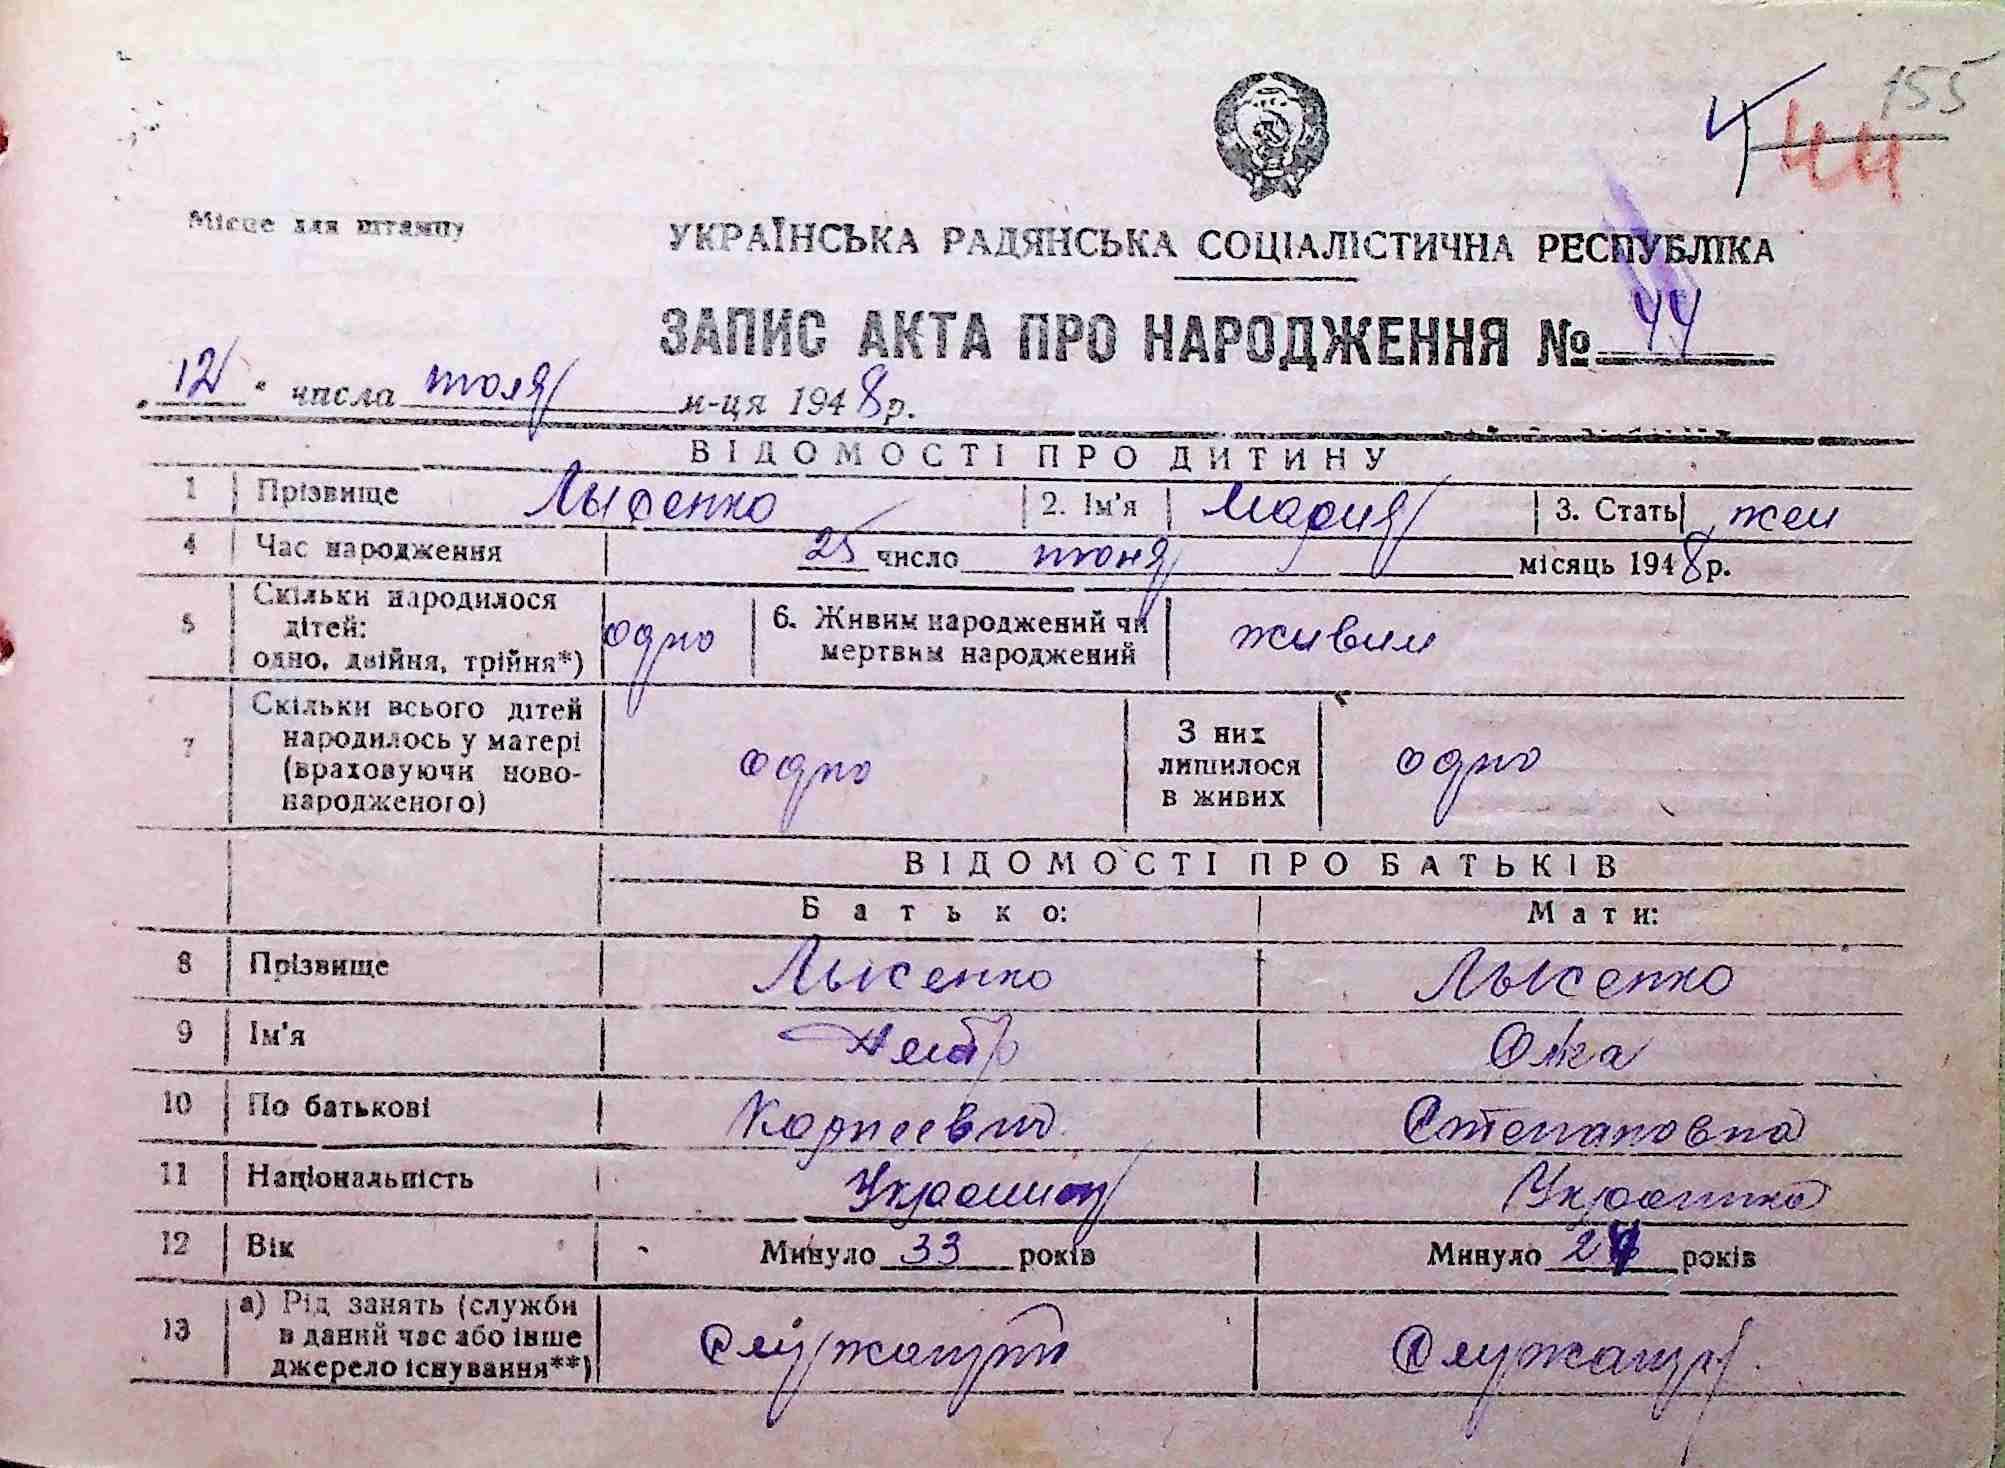 155
44
Місце для штампу
УКРАЇНСЬКА РАДЯНСЬКА СОЦІАЛІСТИЧНА РЕСПУБЛІКА
ЗАПИС АКТА ПРО НАРОДЖЕННЯ № 44
„12“ числа июля м-ця 1948 р.
ВІДОМОСТІ ПРО ДИТИНУ
1 Прізвище Лысенко 2. Ім'я Мария 3. Стать жен
4 Час народження 25 число июня місяць 1948 р.
5 Скільки народилося дітей: одно, двійня, трійня*) одно 6. Живим народжений чи мертвим народжений живим
7 Скільки всього дітей народилось у матері (враховуючи ново-народженого) одно З них лишилося в живих одно
ВІДОМОСТІ ПРО БАТЬКІВ
Батько: Мати:
8 Прізвище Лысенко Лысенко
9 Ім'я Петр
10 По батькові Корнеевич Степановна
11 Національність Украинец Украинка
12 Вік Минуло 33 років Минуло років
13 а) Рід занять (служби в даний час або інше джерело існування**) Служащий Служащая